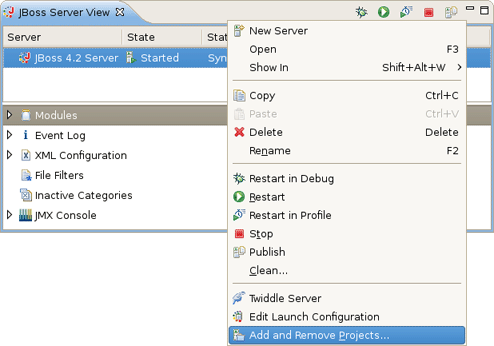 JBoss Server View
Server State Stat
JBoss 4.2 Server Started Syn
Modules
Event Log
XML Configuration
File Filters
Inactive Categories
JMX Console
New Server
Open F3
Show In Shift+Alt+W
Copy Ctrl+C
Paste Ctrl+V
Delete Delete
Rename F2
Restart in Debug
Restart
Restart in Profile
Stop
Publish
Clean...
Twiddle Server
Edit Launch Configuration
Add and Remove Projects...